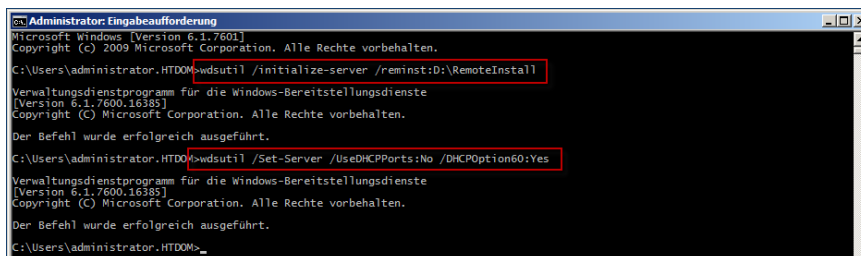 Administrator: Eingabeaufforderung
Microsoft Windows [Version 6.1.7601]
Copyright (c) 2009 Microsoft Corporation. Alle Rechte vorbehalten.
C:\Users\administrator.HTDOM>wdsutil /initialize-server /reminst:D:\RemoteInstall
Verwaltungsdienstprogramm für die Windows-Bereitstellungsdienste
[Version 6.1.7600.16385]
Copyright (C) Microsoft Corporation. Alle Rechte vorbehalten.
Der Befehl wurde erfolgreich ausgeführt.
C:\Users\administrator.HTDOM>wdsutil /Set-Server /UseDHCPPorts:No /DHCPOption60:Yes
Verwaltungsdienstprogramm für die Windows-Bereitstellungsdienste
[Version 6.1.7600.16385]
Copyright (C) Microsoft Corporation. Alle Rechte vorbehalten.
Der Befehl wurde erfolgreich ausgeführt.
C:\Users\administrator.HTDOM>_